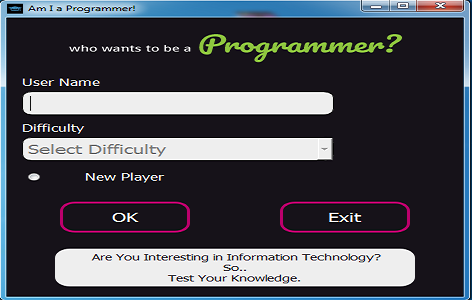 Am I a Programmer!
who wants to be a Programmer?
User Name
Difficulty
Select Difficulty
New Player
OK Exit
Are You Interesting in Information Technology?
So..
Test Your Knowledge.